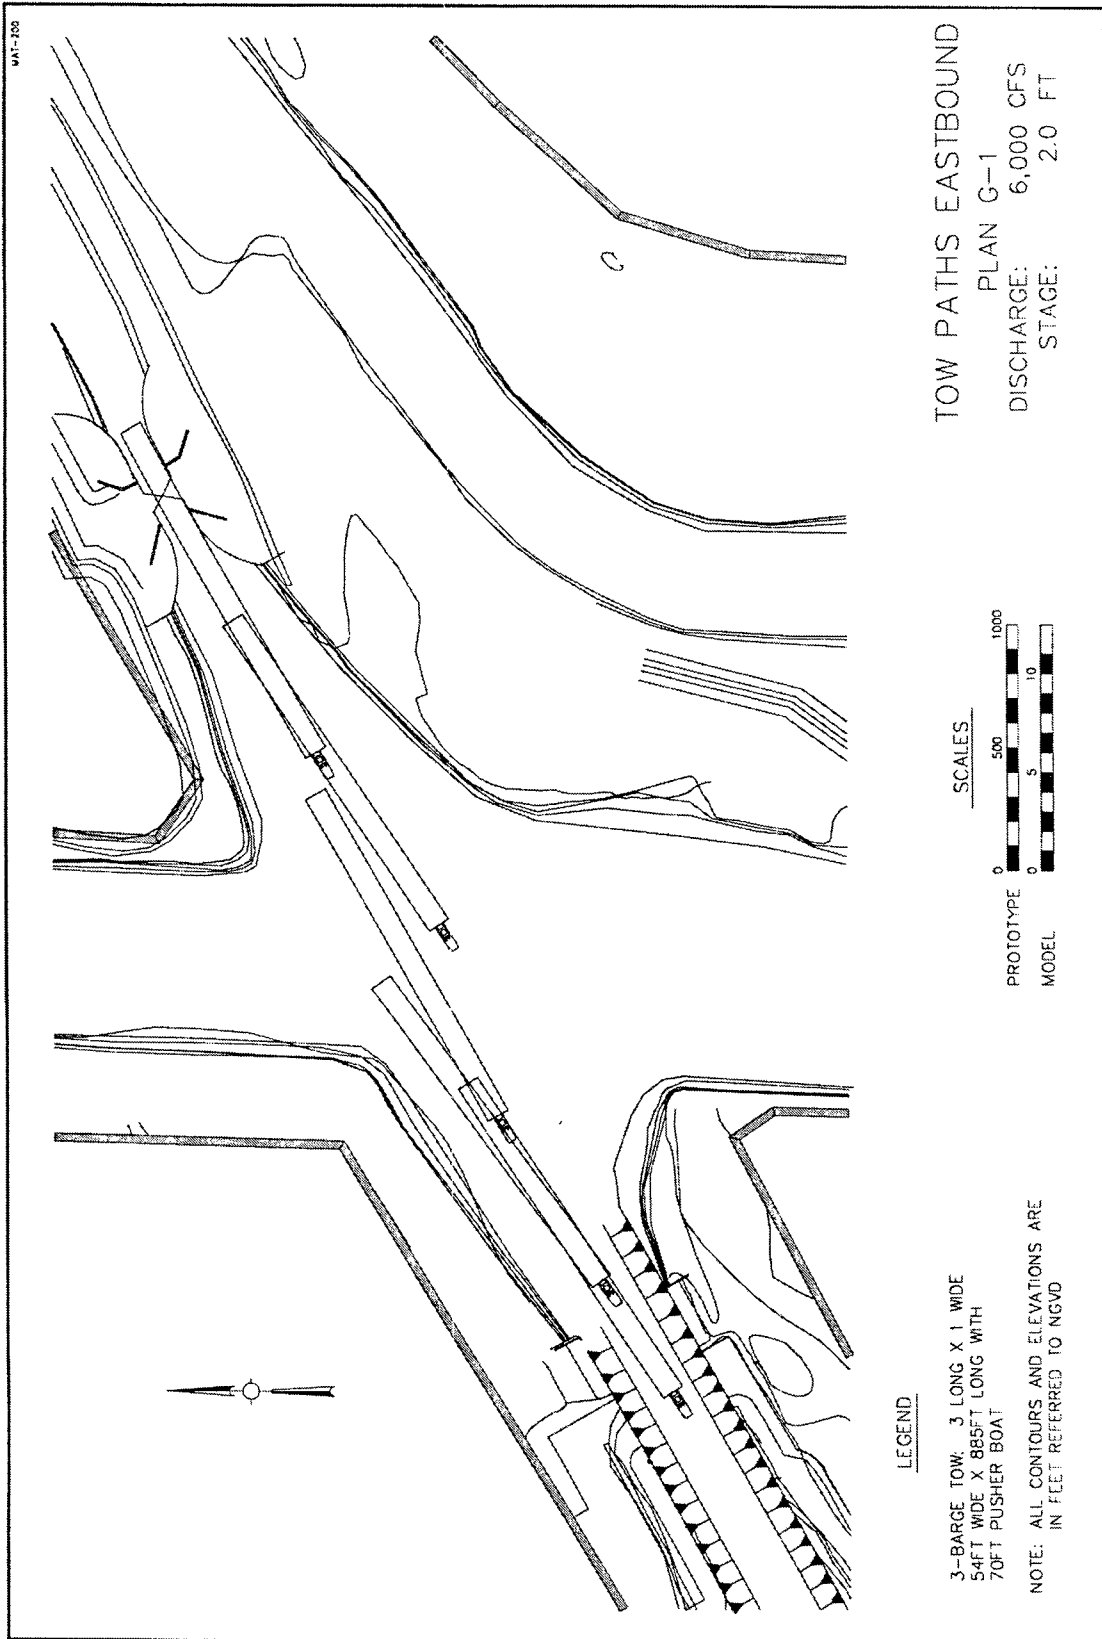 MAT-200
TOW PATHS EASTBOUND
PLAN G-1
DISCHARGE: 6,000 CFS
STAGE: 2.0 FT
SCALES
PROTOTYPE 0 500 1000
MODEL 0 5 10
LEGEND
3-BARGE TOW: 3 LONG X 1 WIDE
54FT WIDE X 885FT LONG WITH
70FT PUSHER BOAT
NOTE: ALL CONTOURS AND ELEVATIONS ARE
IN FEET REFERRED TO NGVD